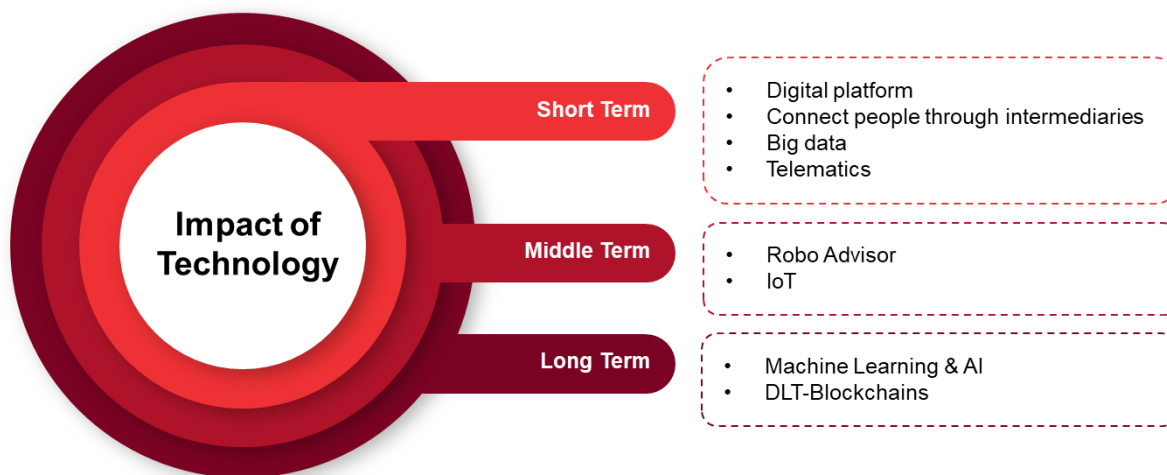 Impact of
Technology
Short Term
• Digital platform
• Connect people through intermediaries
• Big data
• Telematics
Middle Term
• Robo Advisor
• IoT
Long Term
• Machine Learning & AI
• DLT-Blockchains